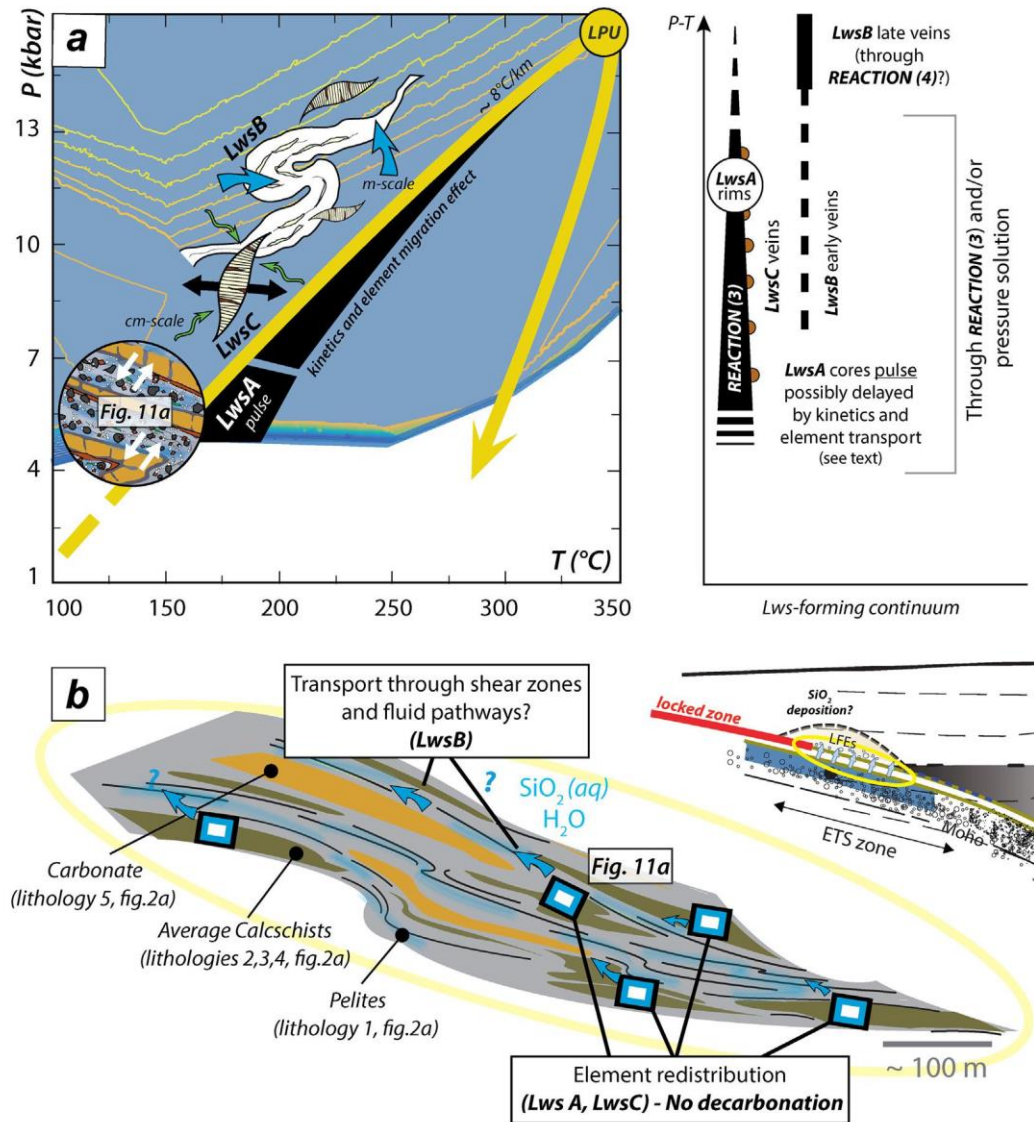 a
P (kbar)
13
10
7
4
1
100
150
200
250
300
350
T (°C)
LPU
~ 8°C/km
LwsB
m-scale
kinetics and element migration effect
LwsC
cm-scale
LwsA
pulse
Fig. 11a
P-T
LwsB late veins
(through
REACTION (4)?)
LwsA
rims
REACTION (3)
LwsC veins
LwsB early veins
LwsA cores pulse
possibly delayed
by kinetics and
element transport
(see text)
Through REACTION (3) and/or
pressure solution
Lws-forming continuum
b
Transport through shear zones
and fluid pathways?
(LwsB)
?
?
SiO2 (aq)
H2O
Fig. 11a
Carbonate
(lithology 5, fig.2a)
Average Calcschists
(lithologies 2,3,4, fig.2a)
Pelites
(lithology 1, fig.2a)
Element redistribution
(Lws A, LwsC) - No decarbonation
~ 100 m
SiO2
deposition?
locked zone
LFEs
Moho
ETS zone